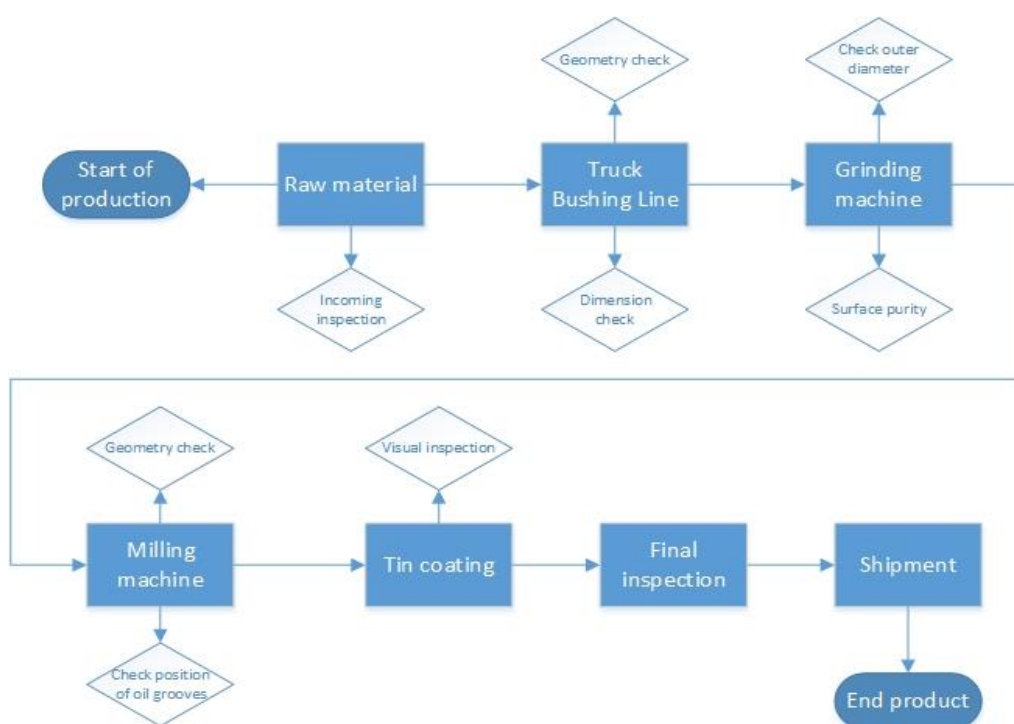 Geometry check
Check outer
diameter
Start of
production
Raw material
Truck
Bushing Line
Grinding
machine
Incoming
inspection
Dimension
check
Surface purity
Geometry check
Visual inspection
Milling
machine
Tin coating
Final
inspection
Shipment
Check position
of oil grooves
End product